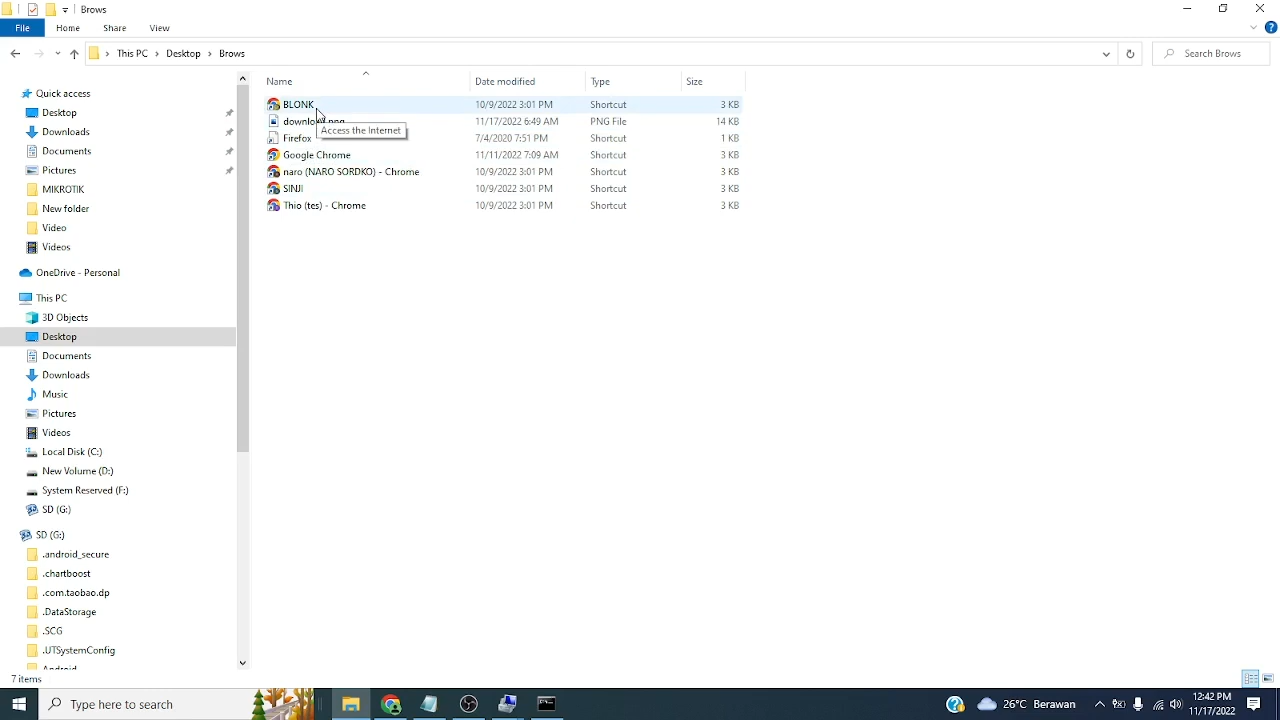 Brows
File Home Share View
This PC Desktop Brows Search Brows
Name Date modified Type Size
Quick access
Desktop
Downloads
Documents
Pictures
MIKROTIK
New folder
Video
Videos
OneDrive - Personal
This PC
3D Objects
Desktop
Documents
Downloads
Music
Pictures
Videos
Local Disk (C:)
New Volume (D:)
System Reserved (F:)
SD (G:)
SD (G:)
.android_secure
.chartboost
.com.taobao.dp
.DataStorage
.SCG
.UTSystemConfig
Android
BLONK 10/9/2022 3:01 PM Shortcut 3 KB
download.png 11/17/2022 6:49 AM PNG File 14 KB
Access the Internet
Firefox 7/4/2020 7:51 PM Shortcut 1 KB
Google Chrome 11/11/2022 7:09 AM Shortcut 3 KB
naro (NARO SORDKO) - Chrome 10/9/2022 3:01 PM Shortcut 3 KB
SINJI 10/9/2022 3:01 PM Shortcut 3 KB
Thio (tes) - Chrome 10/9/2022 3:01 PM Shortcut 3 KB
7 items
Type here to search
26°C Berawan
12:42 PM
11/17/2022